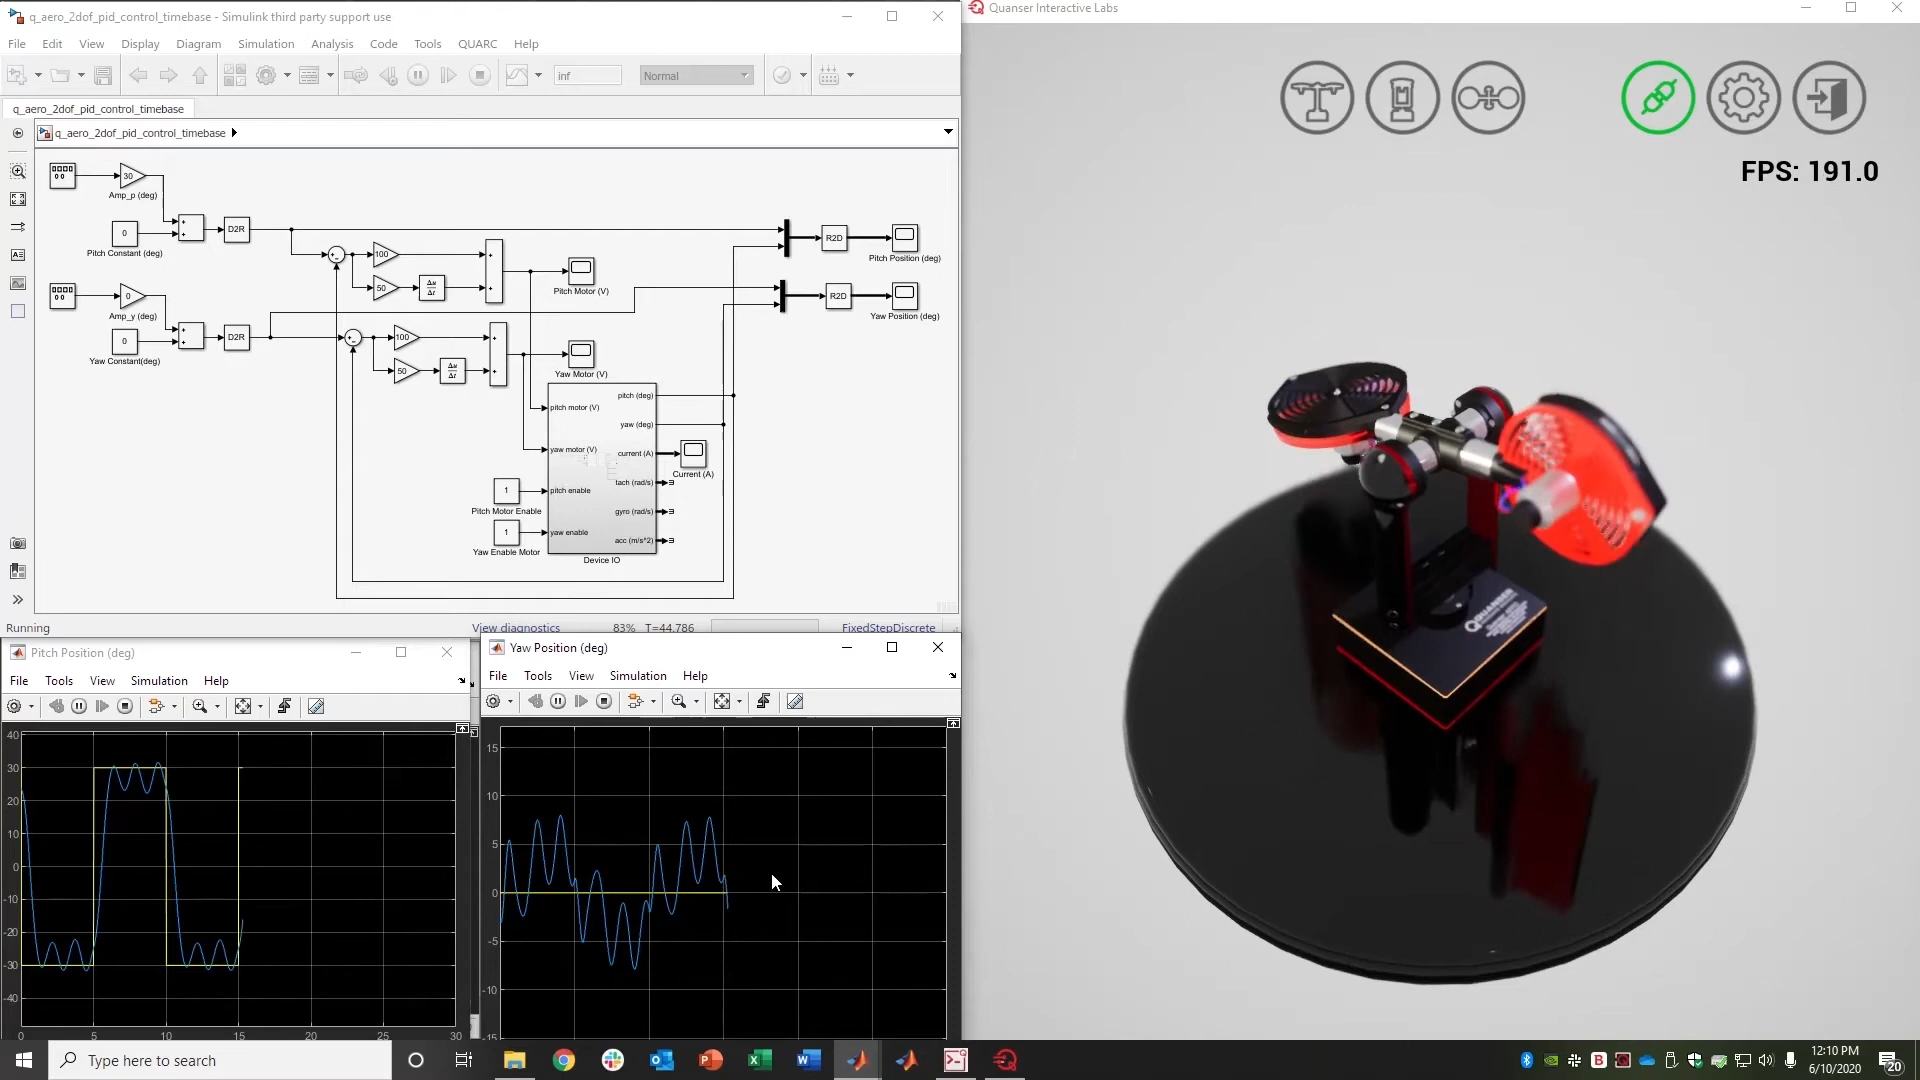 q_aero_2dof_pid_control_timebase - Simulink third party support use
File Edit View Display Diagram Simulation Analysis Code Tools QUARC Help
inf
Normal
q_aero_2dof_pid_control_timebase
q_aero_2dof_pid_control_timebase
30
Amp_p (deg)
0
Pitch Constant (deg)
D2R
100
50
Δu
Δt
Pitch Motor (V)
R2D
Pitch Position (deg)
0
Amp_y (deg)
0
Yaw Constant(deg)
D2R
100
50
Δu
Δt
Yaw Motor (V)
R2D
Yaw Position (deg)
pitch motor (V)
yaw motor (V)
pitch enable
yaw enable
pitch (deg)
yaw (deg)
current (A)
tach (rad/s)
gyro (rad/s)
acc (m/s^2)
Device IO
Current (A)
1
Pitch Motor Enable
1
Yaw Enable Motor
Running
View diagnostics
83%
T=44.786
FixedStepDiscrete
Pitch Position (deg)
File Tools View Simulation Help
40
30
20
10
0
-10
-20
-30
-40
0 5 10 15 20 25 30
Yaw Position (deg)
File Tools View Simulation Help
15
10
5
0
-5
-10
-15
Quanser Interactive Labs
FPS: 191.0
QUANSER
Type here to search
12:10 PM
6/10/2020
20